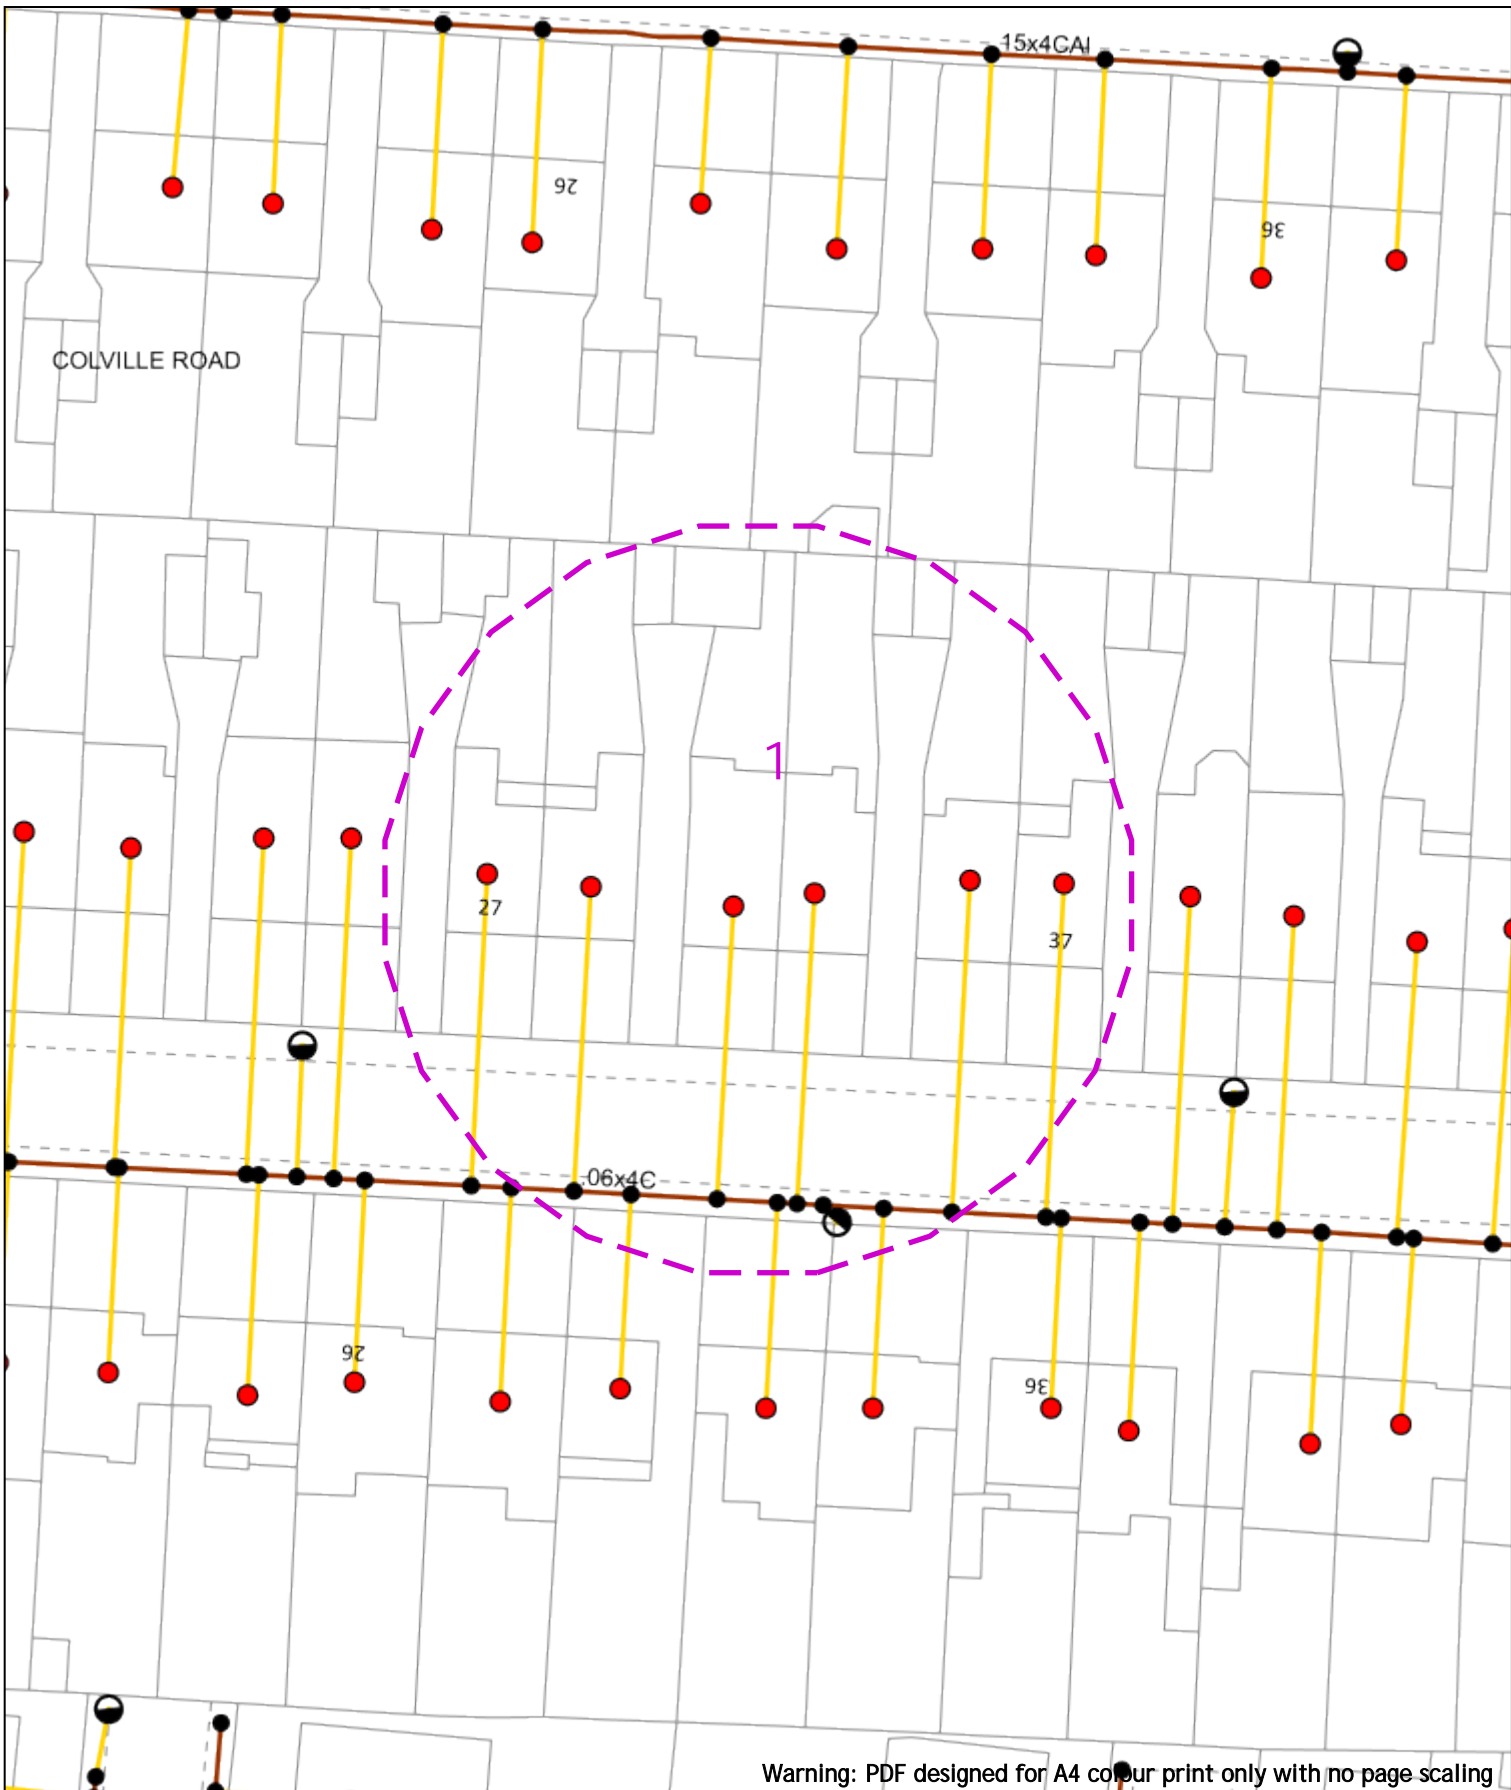 15x4CAI
26
36
COLVILLE ROAD
1
27
37
.06x4C
26
36
Warning: PDF designed for A4 colour print only with no page scaling